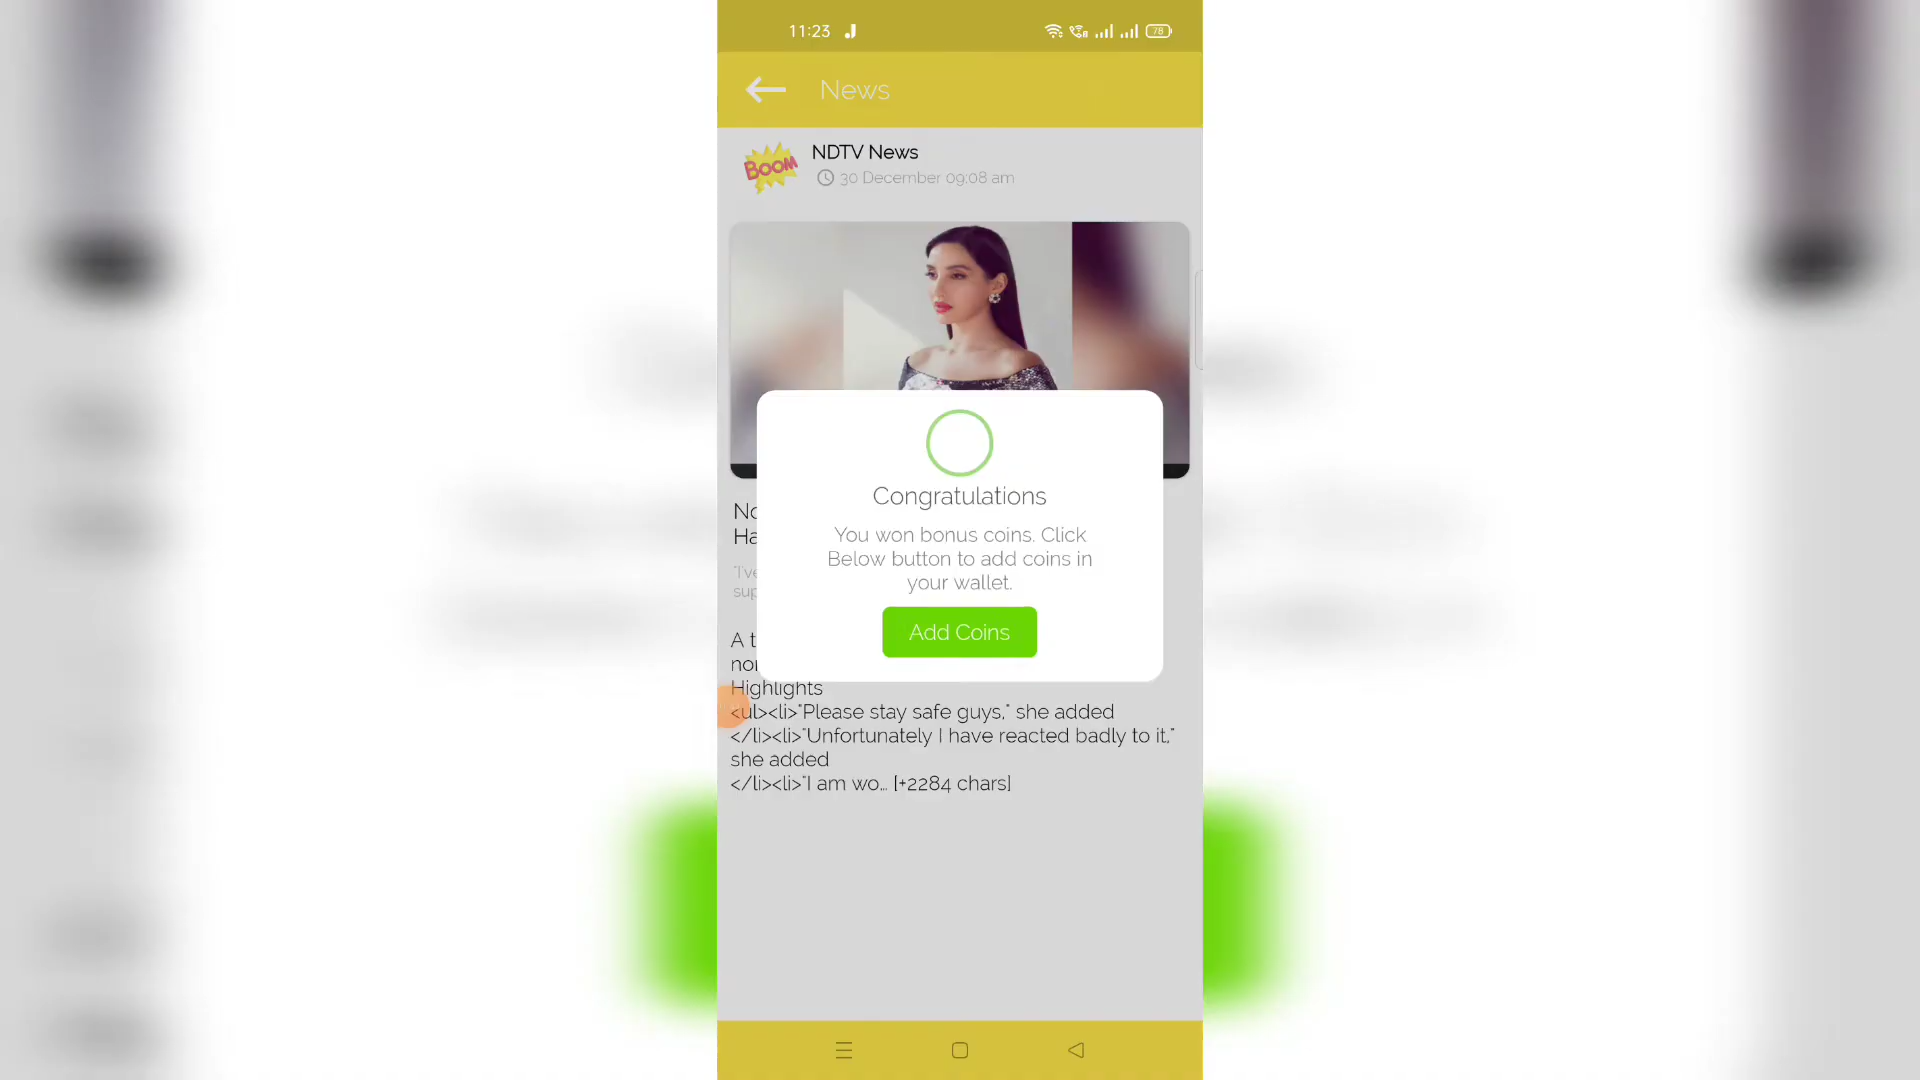 11:23
78
News
BOOM
NDTV News
30 December 09:08 am
Congratulations
You won bonus coins. Click
Below button to add coins in
your wallet.
Add Coins
Highlights
<ul><li>"Please stay safe guys," she added
</li><li>"Unfortunately I have reacted badly to it,"
she added
</li><li>"I am wo... [+2284 chars]